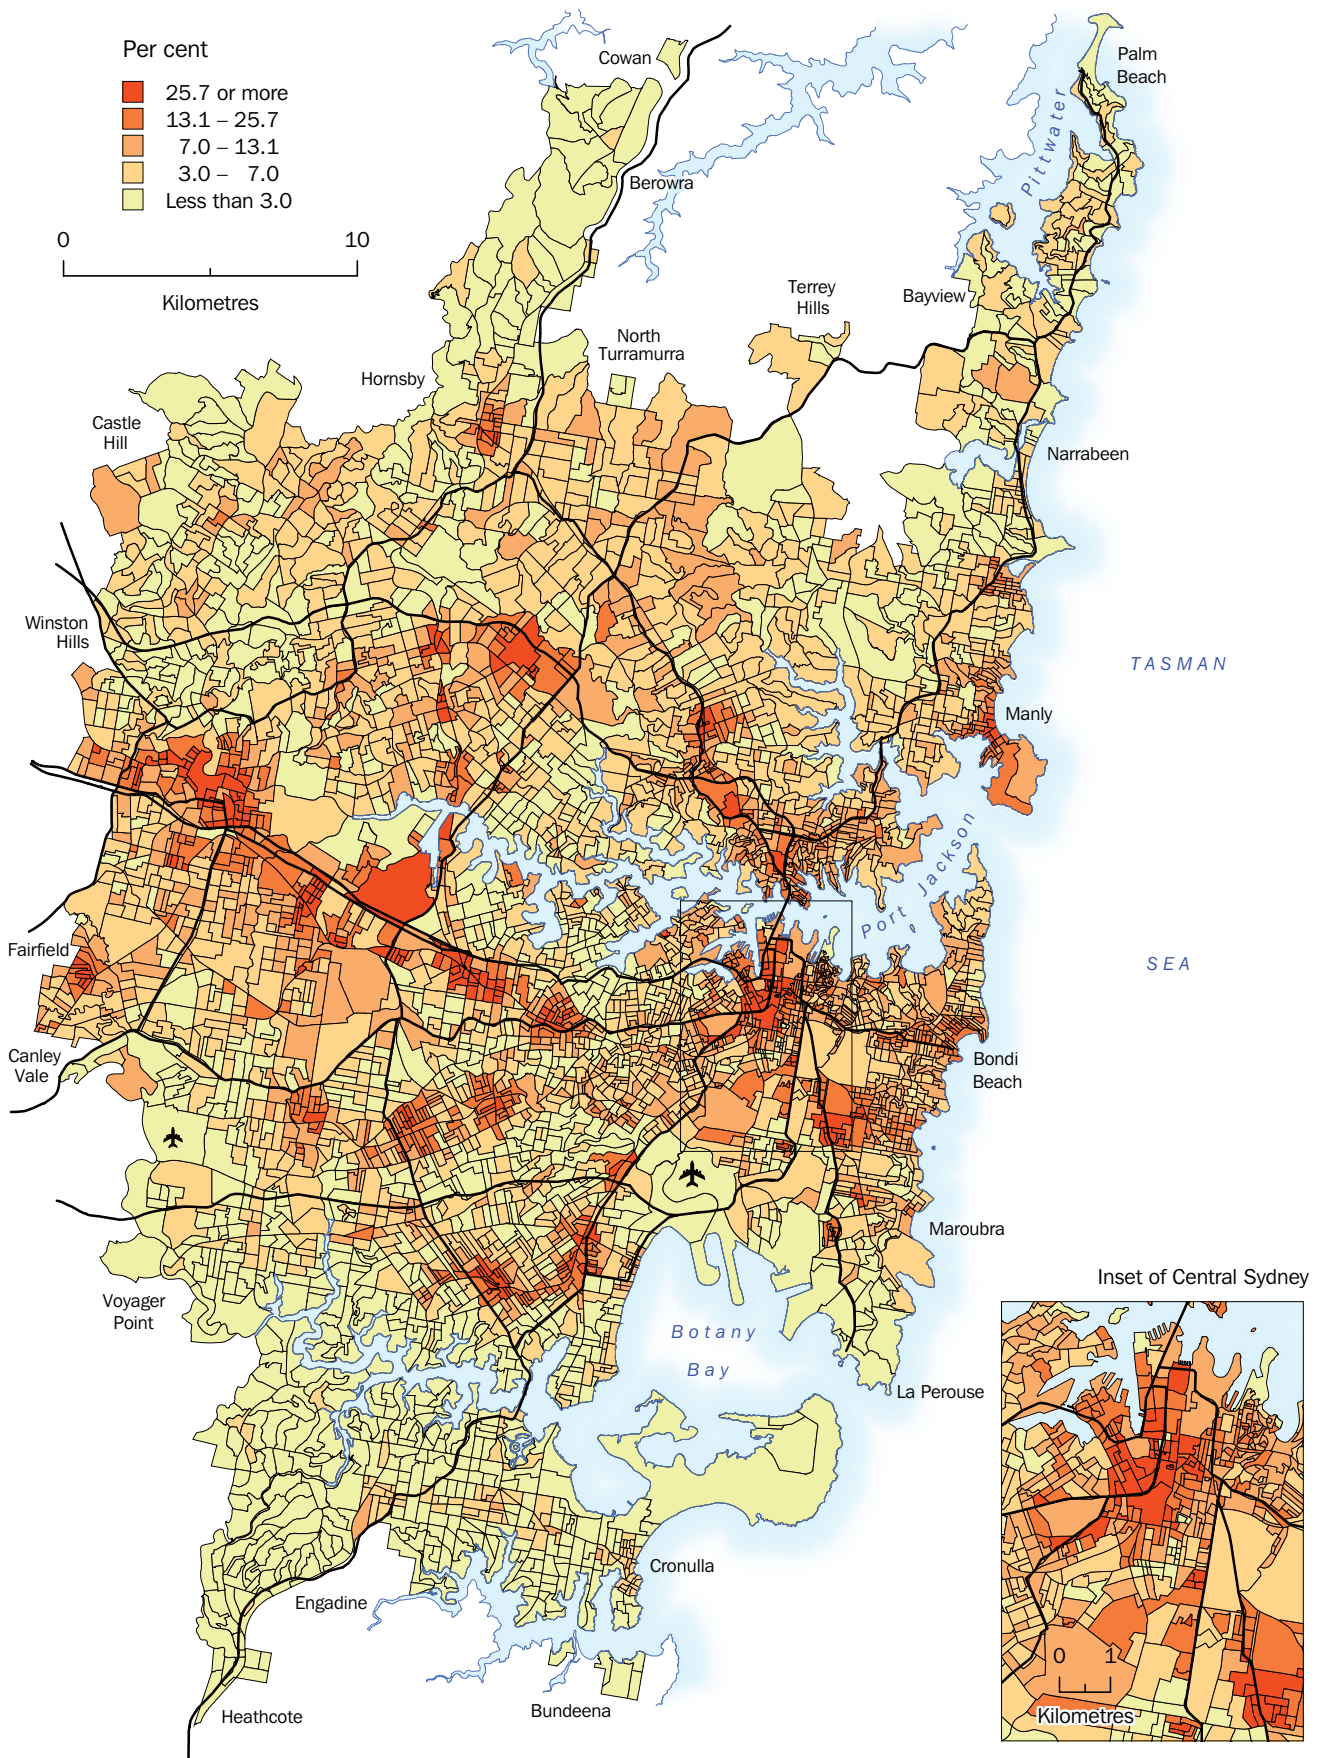 Per cent
25.7 or more
13.1 – 25.7
7.0 – 13.1
3.0 – 7.0
Less than 3.0
0 10
Kilometres
Cowan
Palm
Beach
Pittwater
Berowra
Terrey
Hills
Bayview
North
Turramurra
Hornsby
Castle
Hill
Narrabeen
Winston
Hills
TASMAN
Manly
Port Jackson
Fairfield
SEA
Canley
Vale
Bondi
Beach
Maroubra
Voyager
Point
Botany
Bay
La Perouse
Cronulla
Engadine
Bundeena
Heathcote
Inset of Central Sydney
0 1
Kilometres